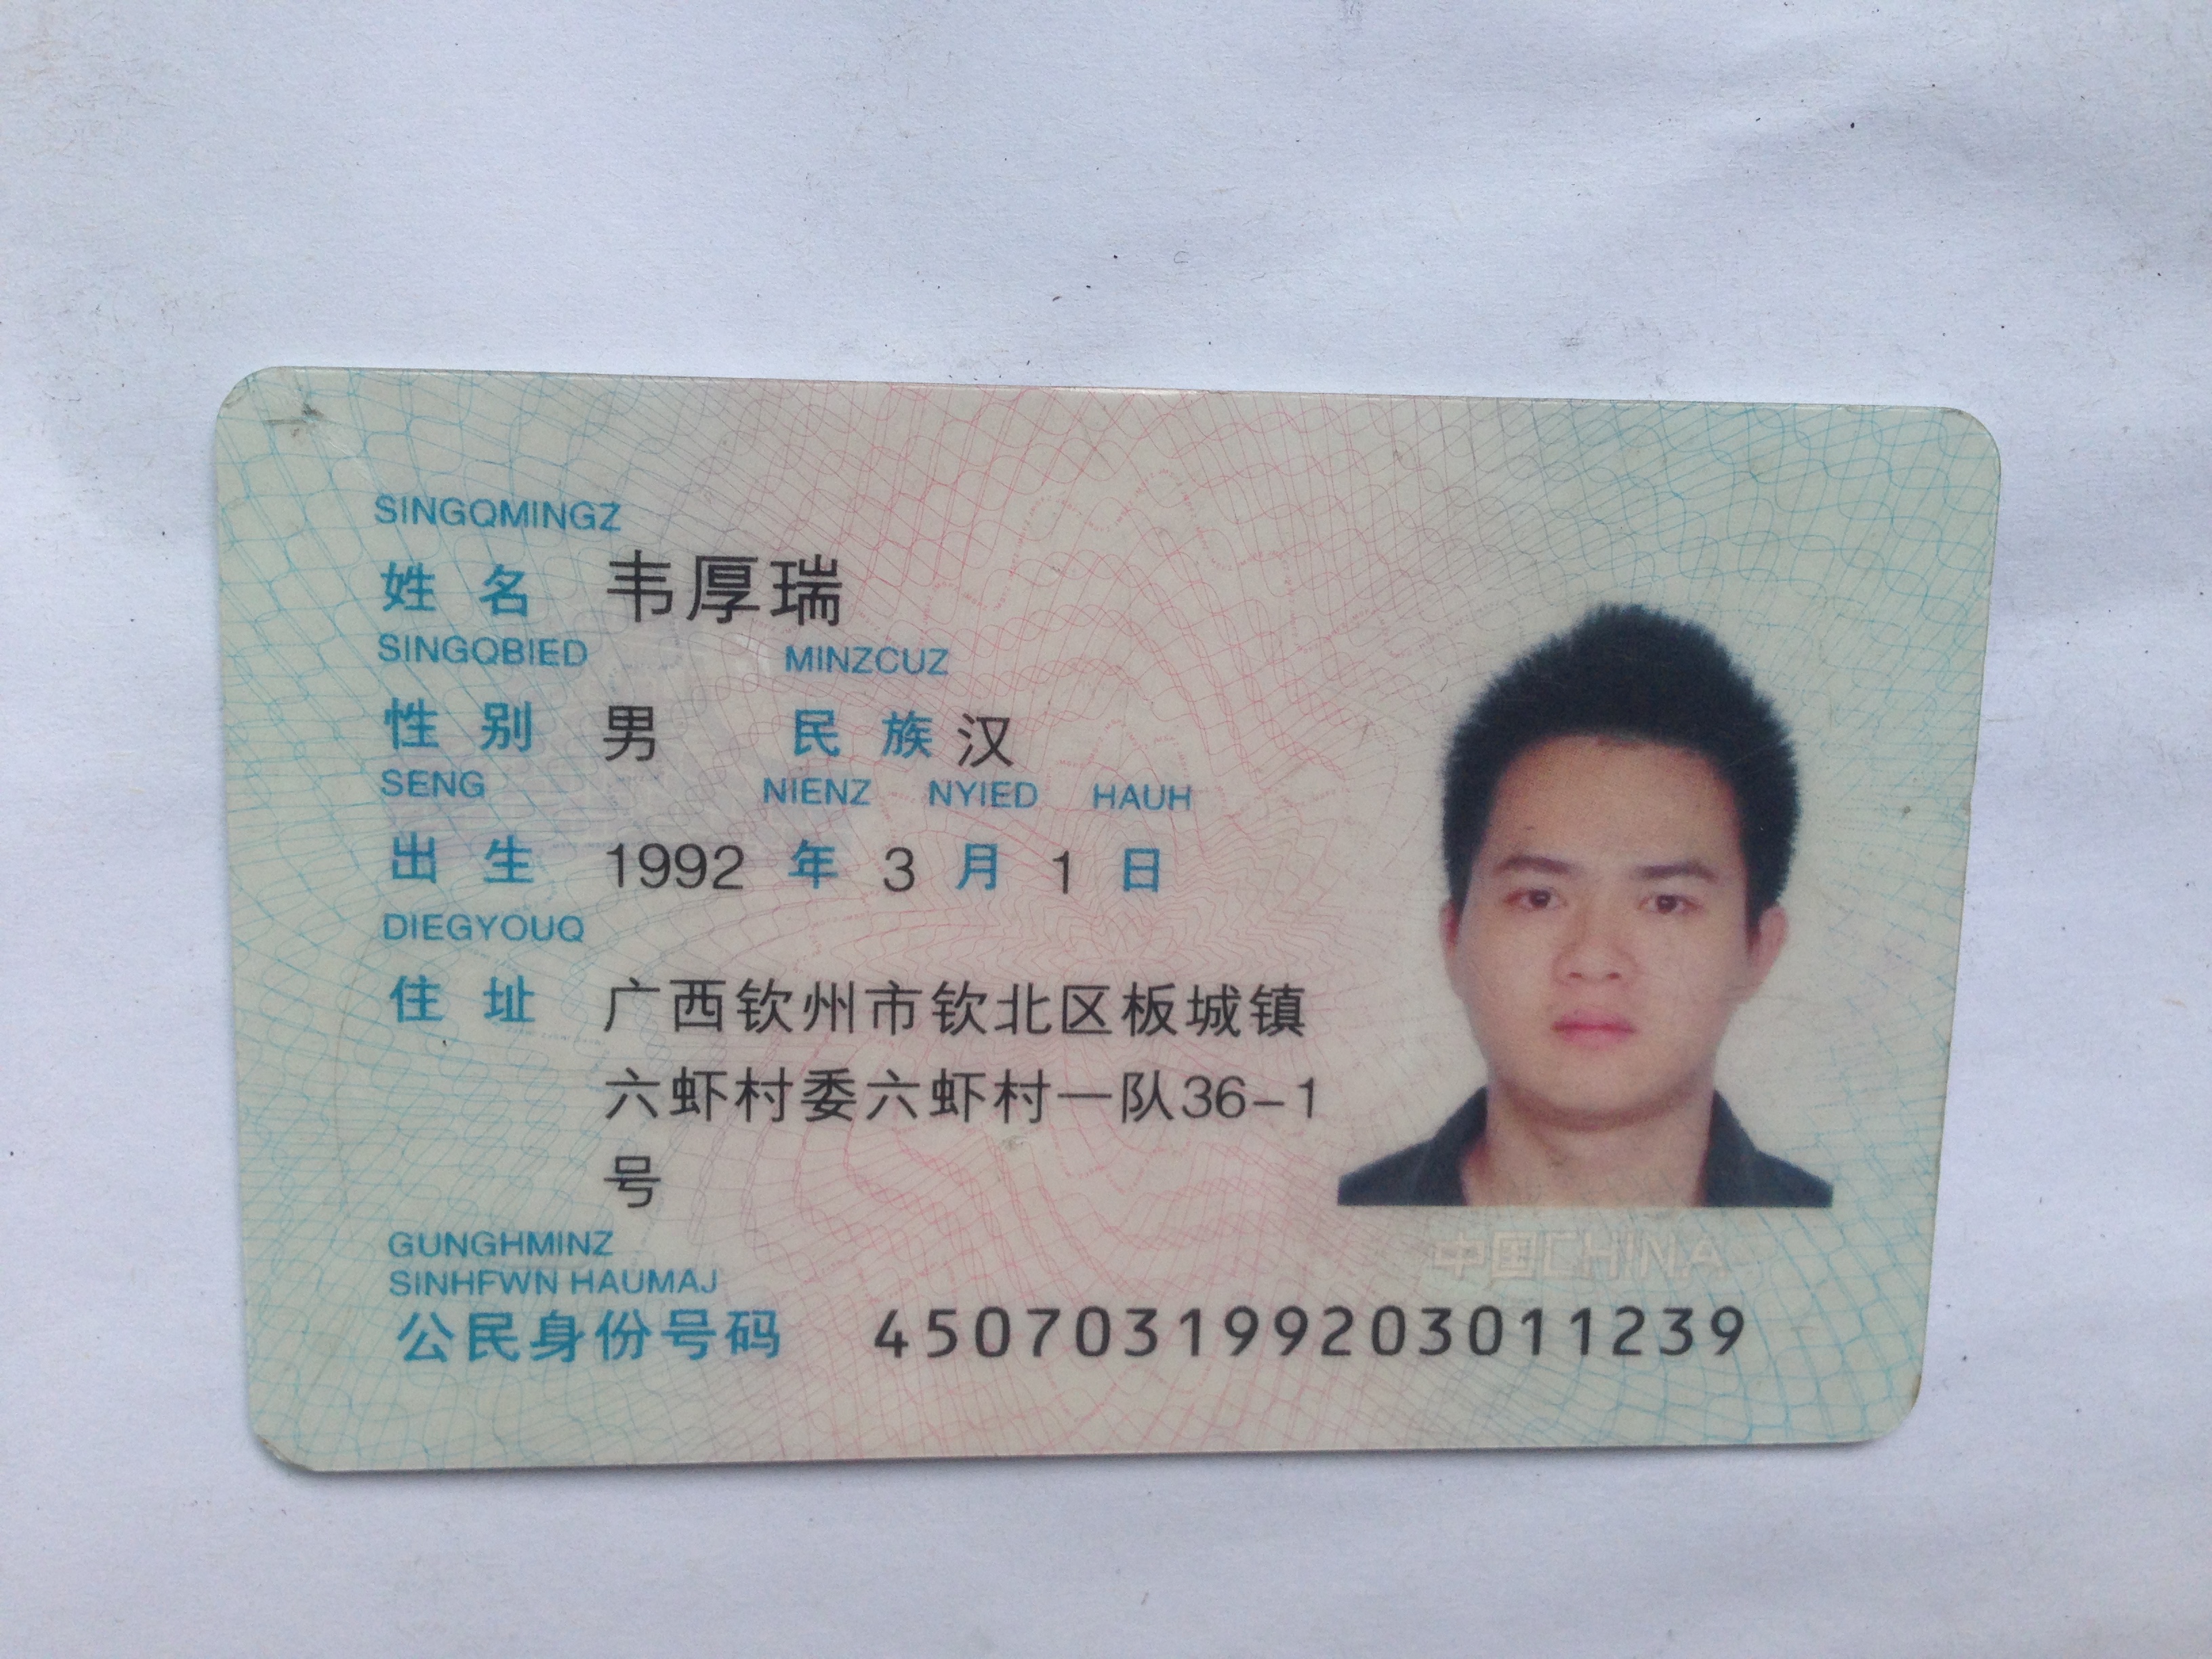 SINGQMINGZ
姓 名 韦厚瑞
SINGQBIED MINZCUZ
性 别 男 民 族 汉
SENG NIENZ NYIED HAUH
出 生 1992 年 3 月 1 日
DIEGYOUQ
住 址 广西钦州市钦北区板城镇
六虾村委六虾村一队36-1
号
中国CHINA
GUNGHMINZ
SINHFWN HAUMAJ
公民身份号码 450703199203011239